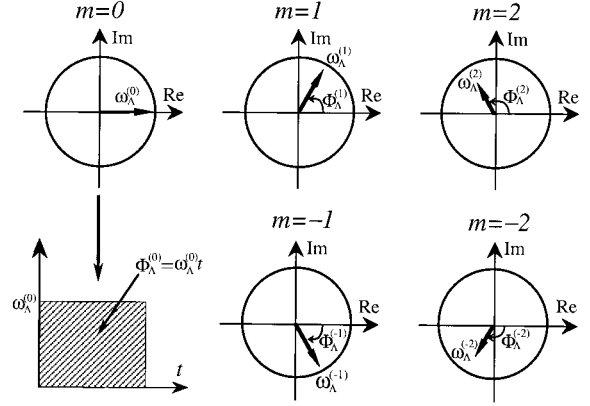 m=0
m=1
m=2
Im
Im
Im
ω_Λ^(0)
Re
ω_Λ^(1)
Φ_Λ^(1)
Re
ω_Λ^(2)
Φ_Λ^(2)
Re
m=−1
m=−2
Φ_Λ^(0)=ω_Λ^(0)t
ω_Λ^(0)
t
Im
Im
Re
Φ_Λ^(-1)
ω_Λ^(-1)
Re
Φ_Λ^(-2)
ω_Λ^(-2)